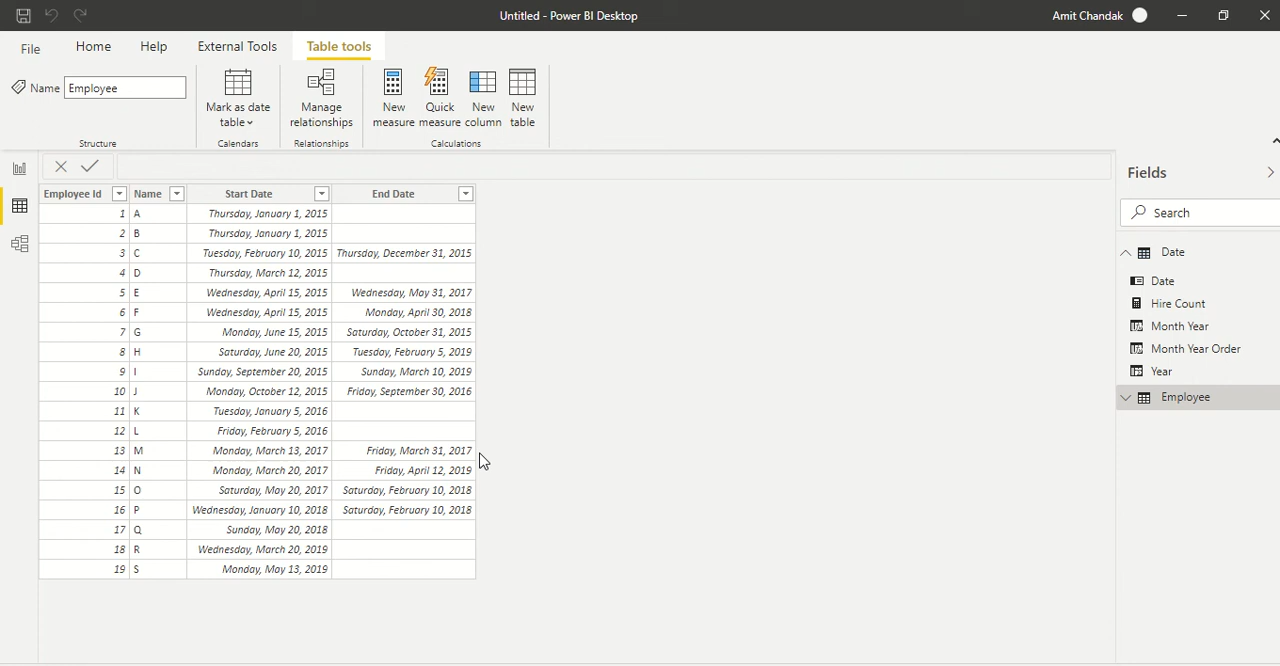 Untitled - Power BI Desktop
Amit Chandak
File
Home
Help
External Tools
Table tools
Name
Employee
Mark as date
table
Manage
relationships
New
measure
Quick
measure
New
column
New
table
Structure
Calendars
Relationships
Calculations
Employee Id Name Start Date End Date
1 A Thursday, January 1, 2015
2 B Thursday, January 1, 2015
3 C Tuesday, February 10, 2015 Thursday, December 31, 2015
4 D Thursday, March 12, 2015
5 E Wednesday, April 15, 2015 Wednesday, May 31, 2017
6 F Wednesday, April 15, 2015 Monday, April 30, 2018
7 G Monday, June 15, 2015 Saturday, October 31, 2015
8 H Saturday, June 20, 2015 Tuesday, February 5, 2019
9 I Sunday, September 20, 2015 Sunday, March 10, 2019
10 J Monday, October 12, 2015 Friday, September 30, 2016
11 K Tuesday, January 5, 2016
12 L Friday, February 5, 2016
13 M Monday, March 13, 2017 Friday, March 31, 2017
14 N Monday, March 20, 2017 Friday, April 12, 2019
15 O Saturday, May 20, 2017 Saturday, February 10, 2018
16 P Wednesday, January 10, 2018 Saturday, February 10, 2018
17 Q Sunday, May 20, 2018
18 R Wednesday, March 20, 2019
19 S Monday, May 13, 2019
Fields
Search
Date
Date
Hire Count
Month Year
Month Year Order
Year
Employee